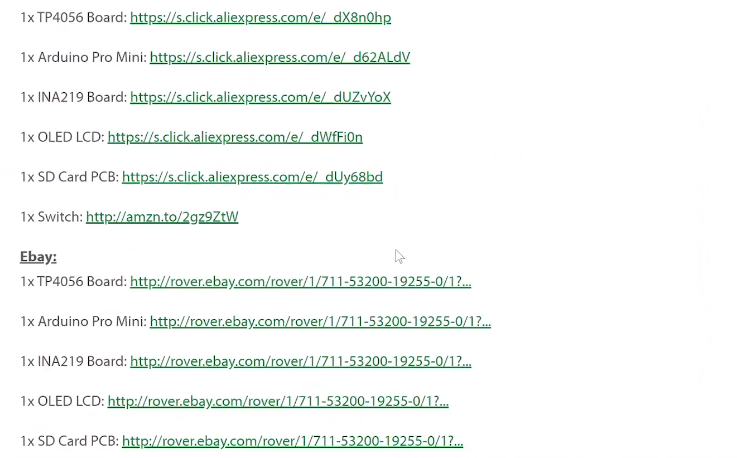 1x TP4056 Board: https://s.click.aliexpress.com/e/_dX8n0hp
1x Arduino Pro Mini: https://s.click.aliexpress.com/e/_d62ALdV
1x INA219 Board: https://s.click.aliexpress.com/e/_dUZvYoX
1x OLED LCD: https://s.click.aliexpress.com/e/_dWfFi0n
1x SD Card PCB: https://s.click.aliexpress.com/e/_dUy68bd
1x Switch: http://amzn.to/2gz9ZtW
Ebay:
1x TP4056 Board: http://rover.ebay.com/rover/1/711-53200-19255-0/1?...
1x Arduino Pro Mini: http://rover.ebay.com/rover/1/711-53200-19255-0/1?...
1x INA219 Board: http://rover.ebay.com/rover/1/711-53200-19255-0/1?...
1x OLED LCD: http://rover.ebay.com/rover/1/711-53200-19255-0/1?...
1x SD Card PCB: http://rover.ebay.com/rover/1/711-53200-19255-0/1?...